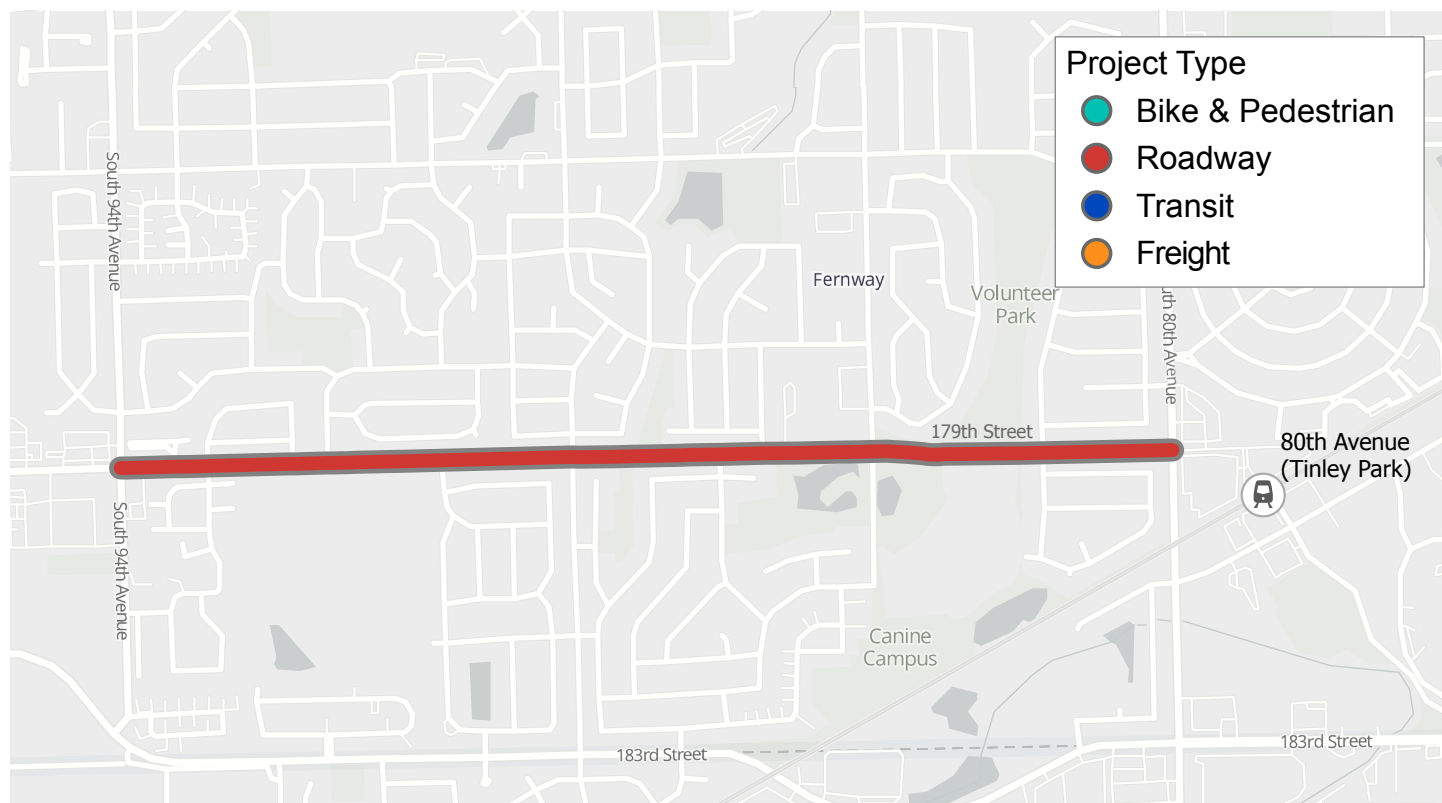 Project Type
Bike & Pedestrian
Roadway
Transit
Freight
South 94th Avenue
Fernway
Volunteer
Park
uth 80th Avenue
179th Street
80th Avenue
(Tinley Park)
South 94th Avenue
Canine
Campus
183rd Street
183rd Street